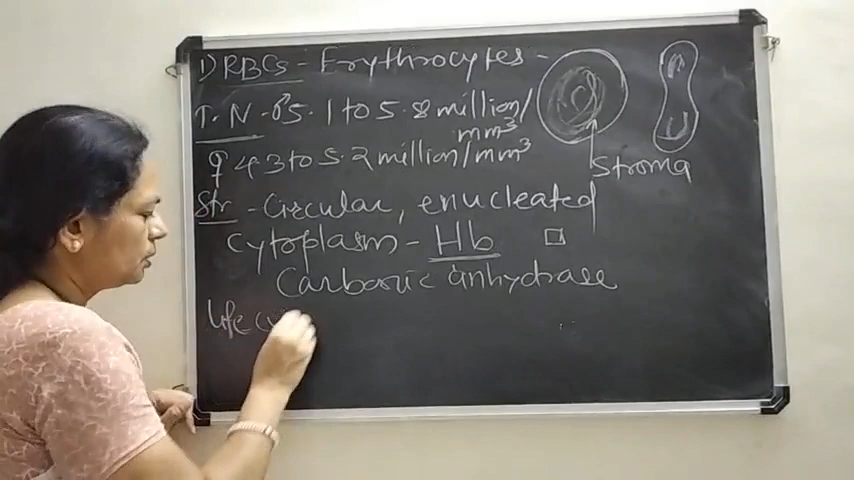 1) RBCs - Erythrocytes -
T. N - ♂ 5.1 to 5.8 million/
mm³
♀ 4.3 to 5.2 million/mm³
Stroma
Str - Circular, enucleated
Cytoplasm - Hb
Carbonic anhydrase
life cy